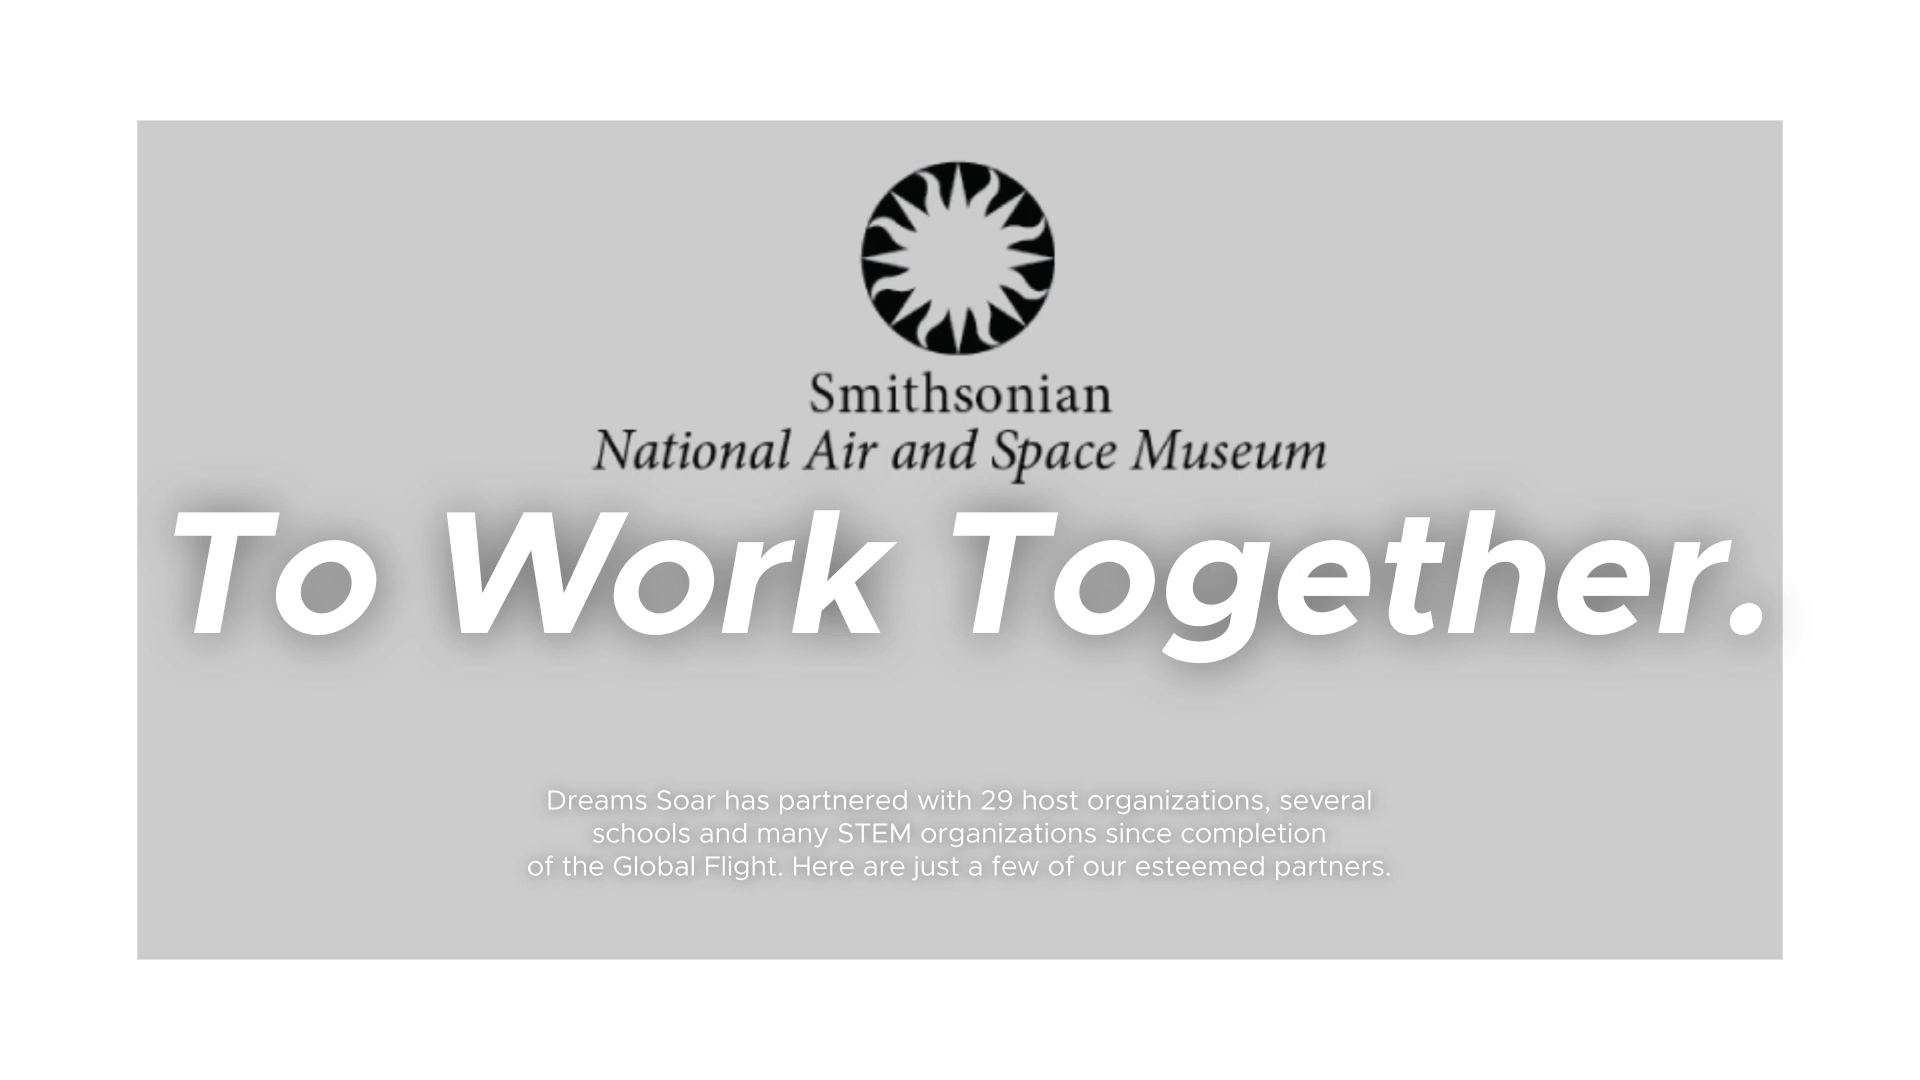 Smithsonian
National Air and Space Museum
To Work Together.
Dreams Soar has partnered with 29 host organizations, several
schools and many STEM organizations since completion
of the Global Flight. Here are just a few of our esteemed partners.